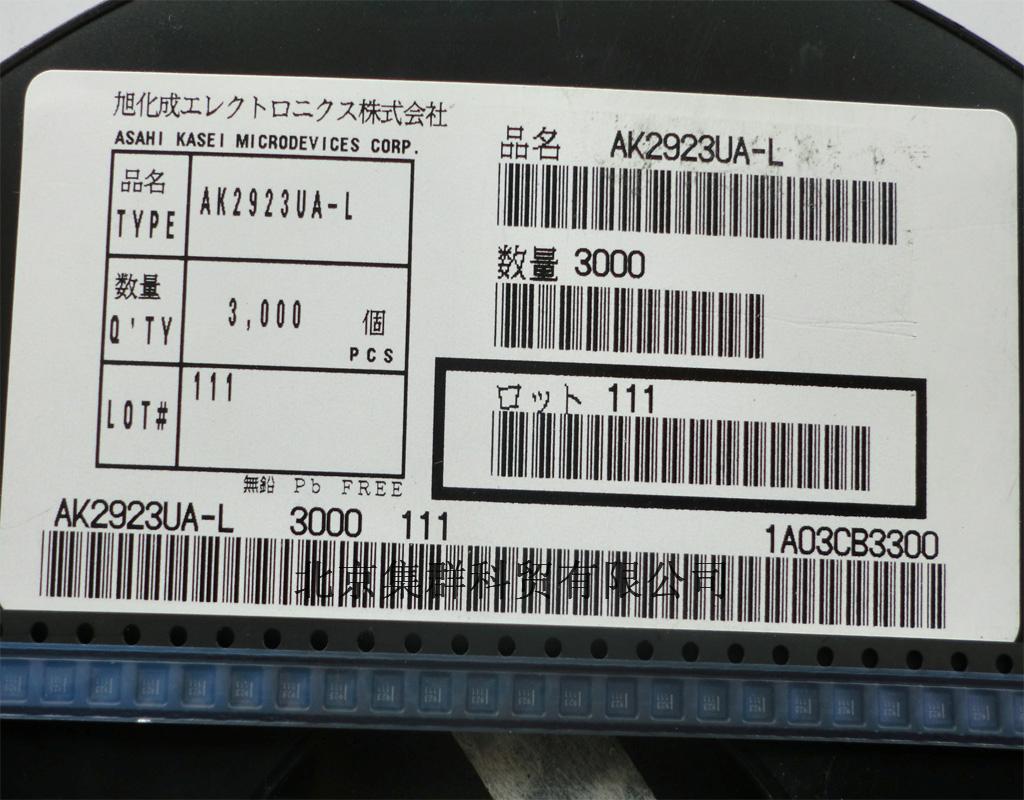 旭化成エレクトロニクス株式会社
ASAHI KASEI MICRODEVICES CORP.
品名
TYPE
AK2923UA-L
数量
Q'TY
3,000
個
PCS
LOT#
111
無鉛 Pb FREE
品名 AK2923UA-L
数量 3000
ロット 111
AK2923UA-L 3000 111
1A03CB3300
北京集群科贸有限公司